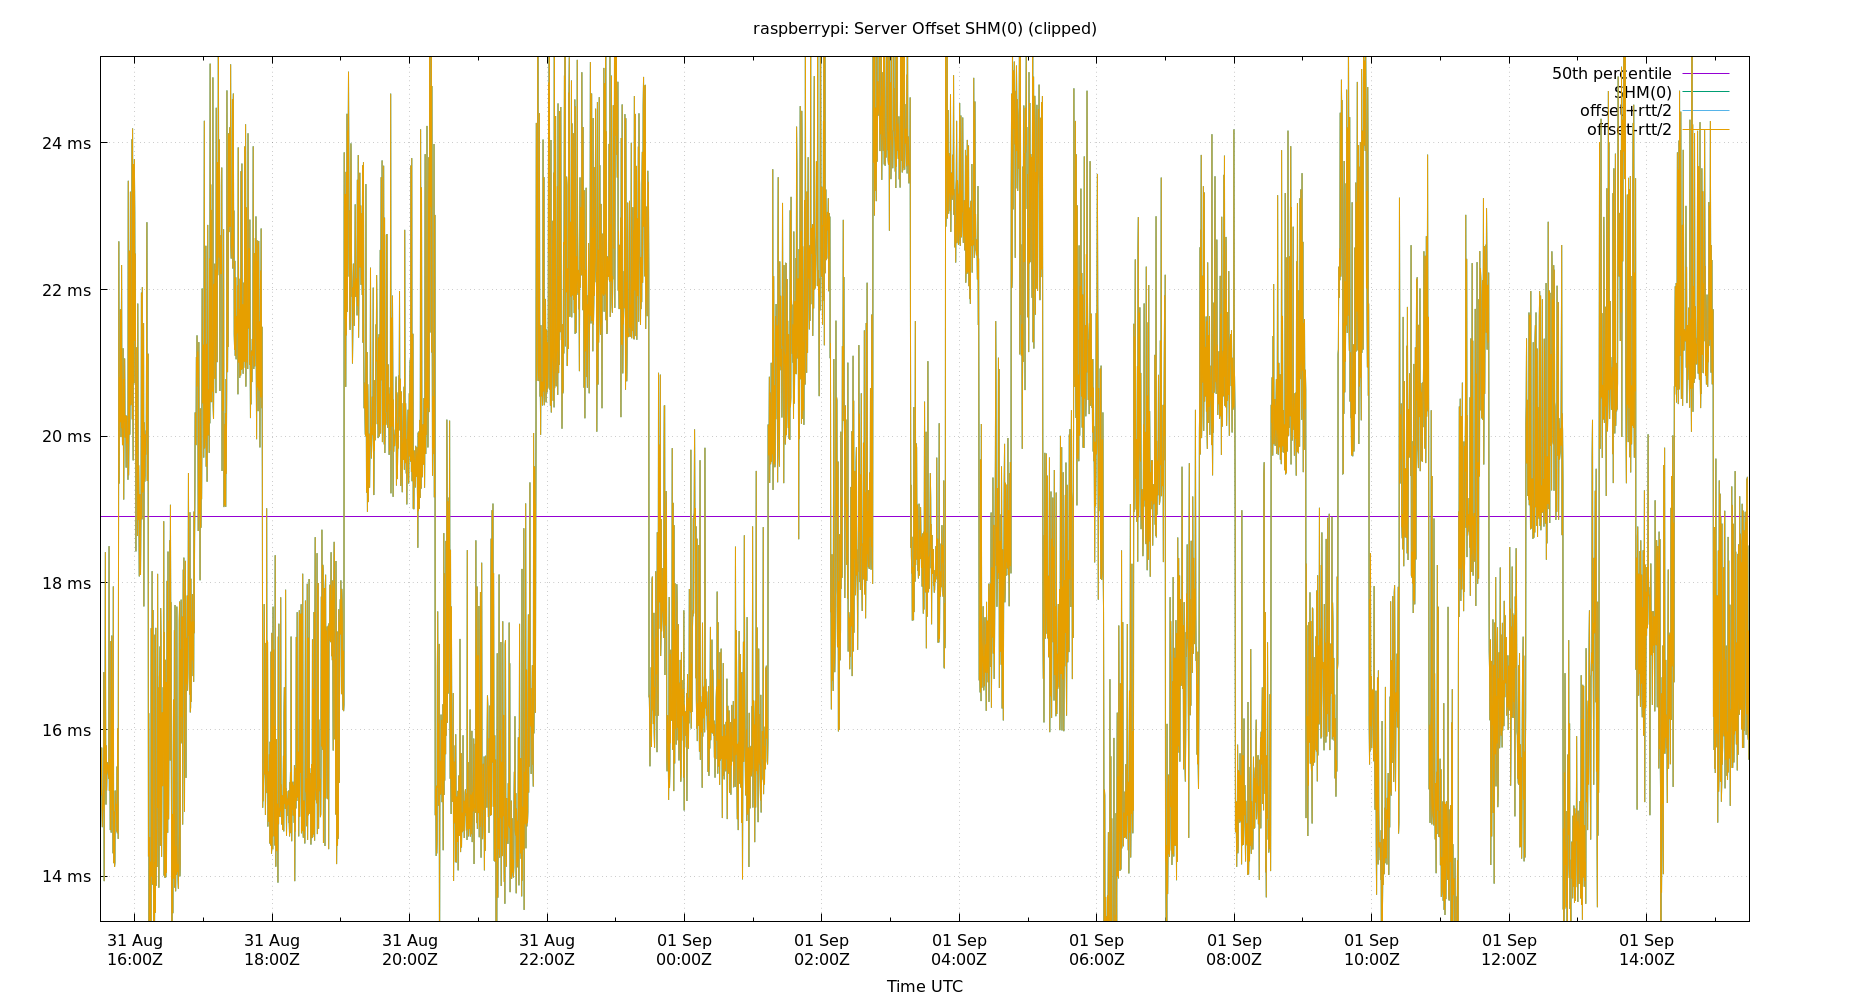 raspberrypi: Server Offset SHM(0) (clipped)
50th percentile
SHM(0)
offset+rtt/2
offset-rtt/2
24 ms
22 ms
20 ms
18 ms
16 ms
14 ms
31 Aug 31 Aug 31 Aug 31 Aug 01 Sep 01 Sep 01 Sep 01 Sep 01 Sep 01 Sep 01 Sep 01 Sep
16:00Z 18:00Z 20:00Z 22:00Z 00:00Z 02:00Z 04:00Z 06:00Z 08:00Z 10:00Z 12:00Z 14:00Z
Time UTC